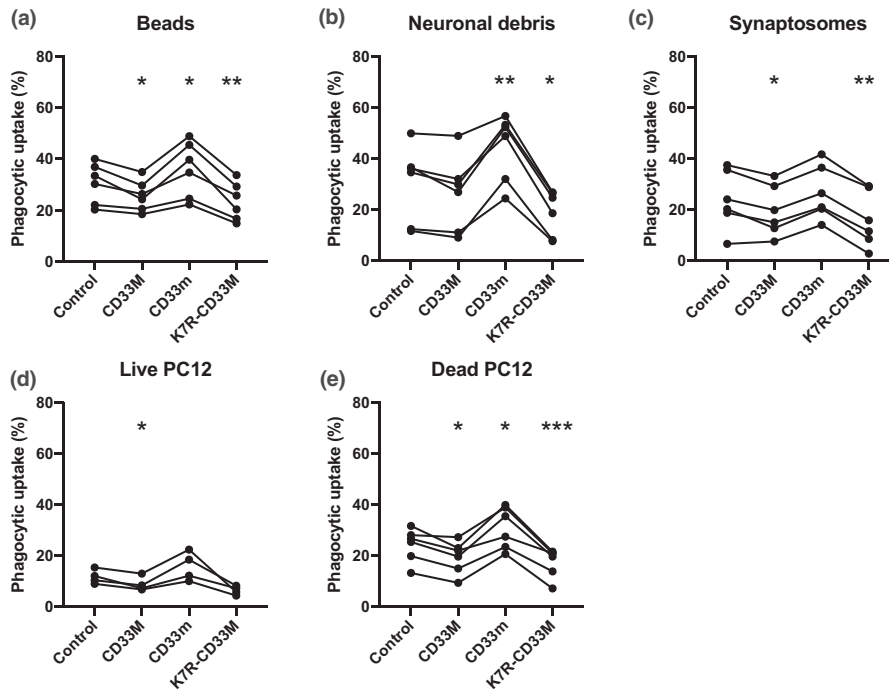 (a)
Beads
Phagocytic uptake (%)
80
60
40
20
0
* * **
Control
CD33M
CD33m
K7R-CD33M
(b)
Neuronal debris
Phagocytic uptake (%)
80
60
40
20
0
** *
Control
CD33M
CD33m
K7R-CD33M
(c)
Synaptosomes
Phagocytic uptake (%)
80
60
40
20
0
* **
Control
CD33M
CD33m
K7R-CD33M
(d)
Live PC12
Phagocytic uptake (%)
80
60
40
20
0
*
Control
CD33M
CD33m
K7R-CD33M
(e)
Dead PC12
Phagocytic uptake (%)
80
60
40
20
0
* * ***
Control
CD33M
CD33m
K7R-CD33M